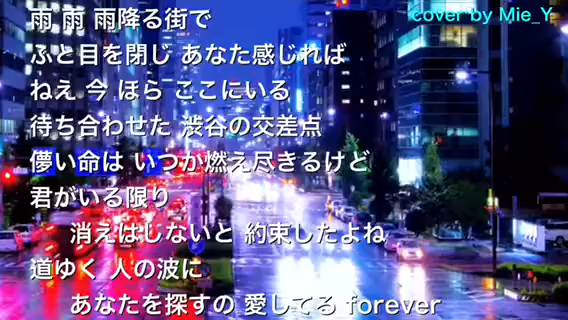 cover by Mie_Y
雨 雨 雨降る街で
ふと目を閉じ あなた感じれば
ねえ 今 ほら ここにいる
待ち合わせた 渋谷の交差点
儚い命は いつか燃え尽きるけど
君がいる限り
消えはじないと 約束したよね
道ゆく 人の波に
あなたを探すの 愛してる forever